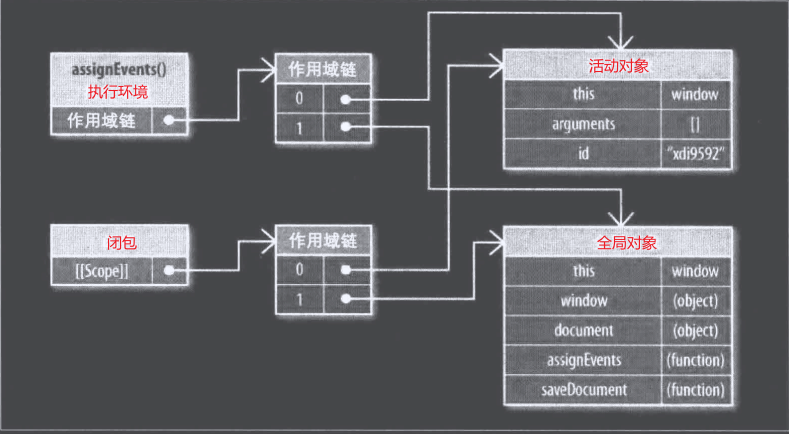 assignEvents()
执行环境
作用域链
作用域链
0
1
活动对象
this window
arguments []
id “xdi9592”
闭包
[[Scope]]
作用域链
0
1
全局对象
this window
window (object)
document (object)
assignEvents (function)
saveDocument (function)